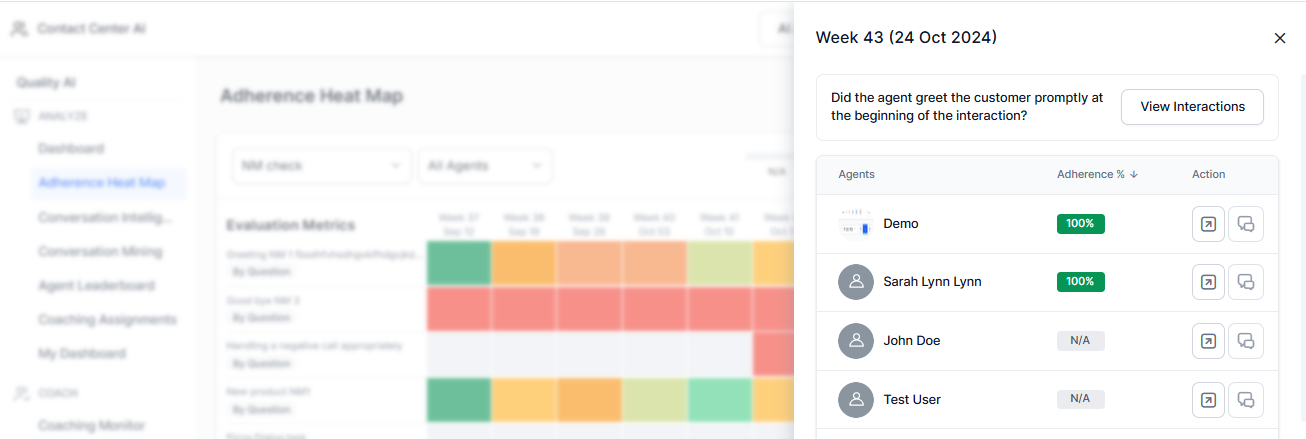 Contact Center AI
Week 43 (24 Oct 2024)
Quality AI
ANALYZE
Dashboard
Adherence Heat Map
Conversation Intellig...
Conversation Mining
Agent Leaderboard
Coaching Assignments
My Dashboard
COACH
Coaching Monitor
Adherence Heat Map
NM check
All Agents
N/A
Evaluation Metrics
Week 37
Sep 12
Week 38
Sep 19
Week 39
Sep 26
Week 40
Oct 03
Week 41
Oct 10
Greeting NM 1
By Question
Good bye NM 2
By Question
Handling a negative call appropriately
By Question
New product NM1
By Question
Did the agent greet the customer promptly at
the beginning of the interaction?
View Interactions
Agents Adherence % ↓ Action
Demo 100%
Sarah Lynn Lynn 100%
John Doe N/A
Test User N/A